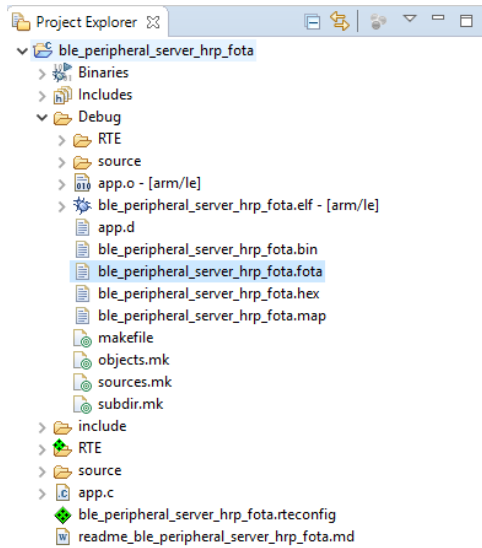 Project Explorer
ble_peripheral_server_hrp_fota
Binaries
Includes
Debug
RTE
source
app.o - [arm/le]
ble_peripheral_server_hrp_fota.elf - [arm/le]
app.d
ble_peripheral_server_hrp_fota.bin
ble_peripheral_server_hrp_fota.fota
ble_peripheral_server_hrp_fota.hex
ble_peripheral_server_hrp_fota.map
makefile
objects.mk
sources.mk
subdir.mk
include
RTE
source
app.c
ble_peripheral_server_hrp_fota.rteconfig
readme_ble_peripheral_server_hrp_fota.md